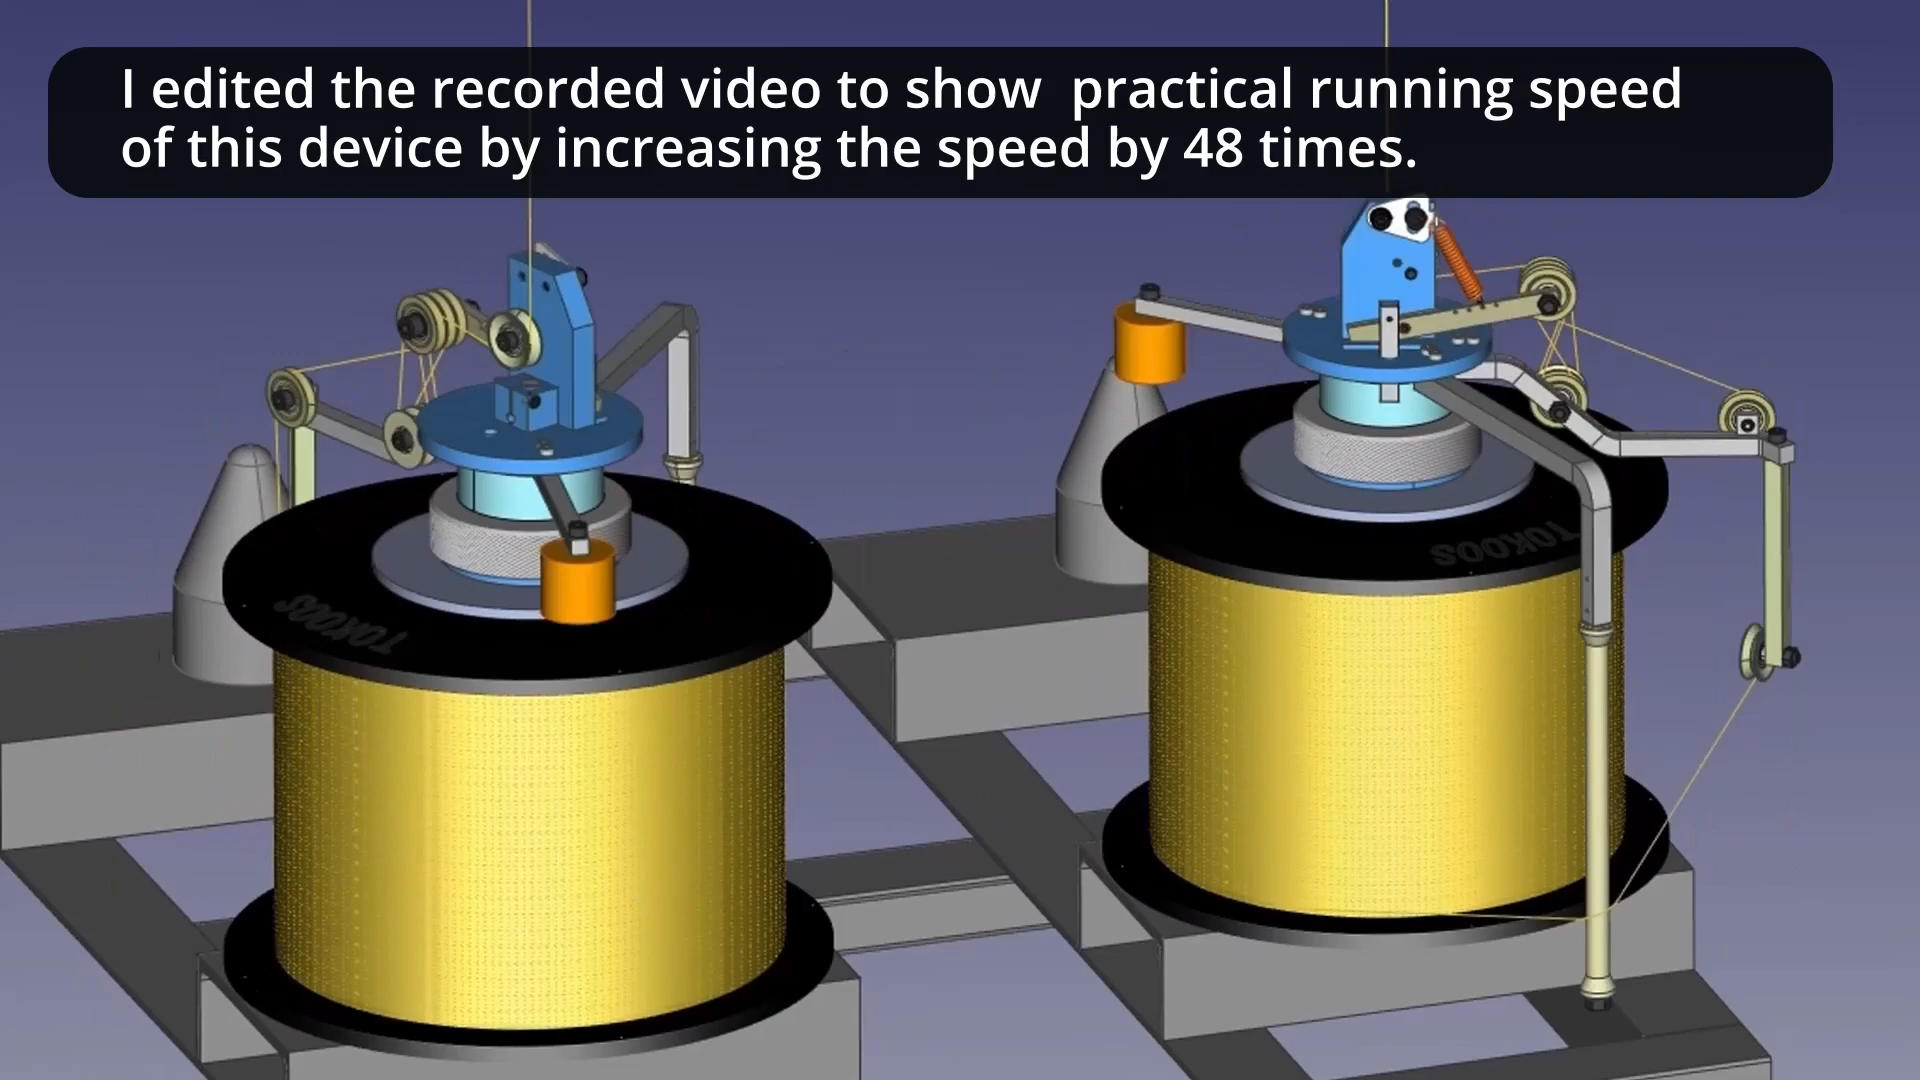 I edited the recorded video to show  practical running speed
of this device by increasing the speed by 48 times.
TOKOOS
TOKOOS